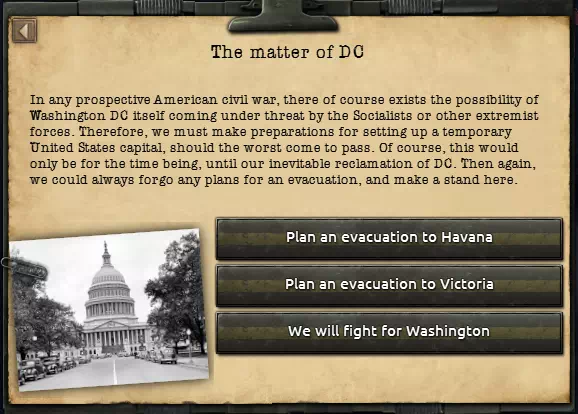 The matter of DC
In any prospective American civil war, there of course exists the possibility of
Washington DC itself coming under threat by the Socialists or other extremist
forces. Therefore, we must make preparations for setting up a temporary
United States capital, should the worst come to pass. Of course, this would
only be for the time being, until our inevitable reclamation of DC. Then again,
we could always forgo any plans for an evacuation, and make a stand here.
Plan an evacuation to Havana
Plan an evacuation to Victoria
We will fight for Washington